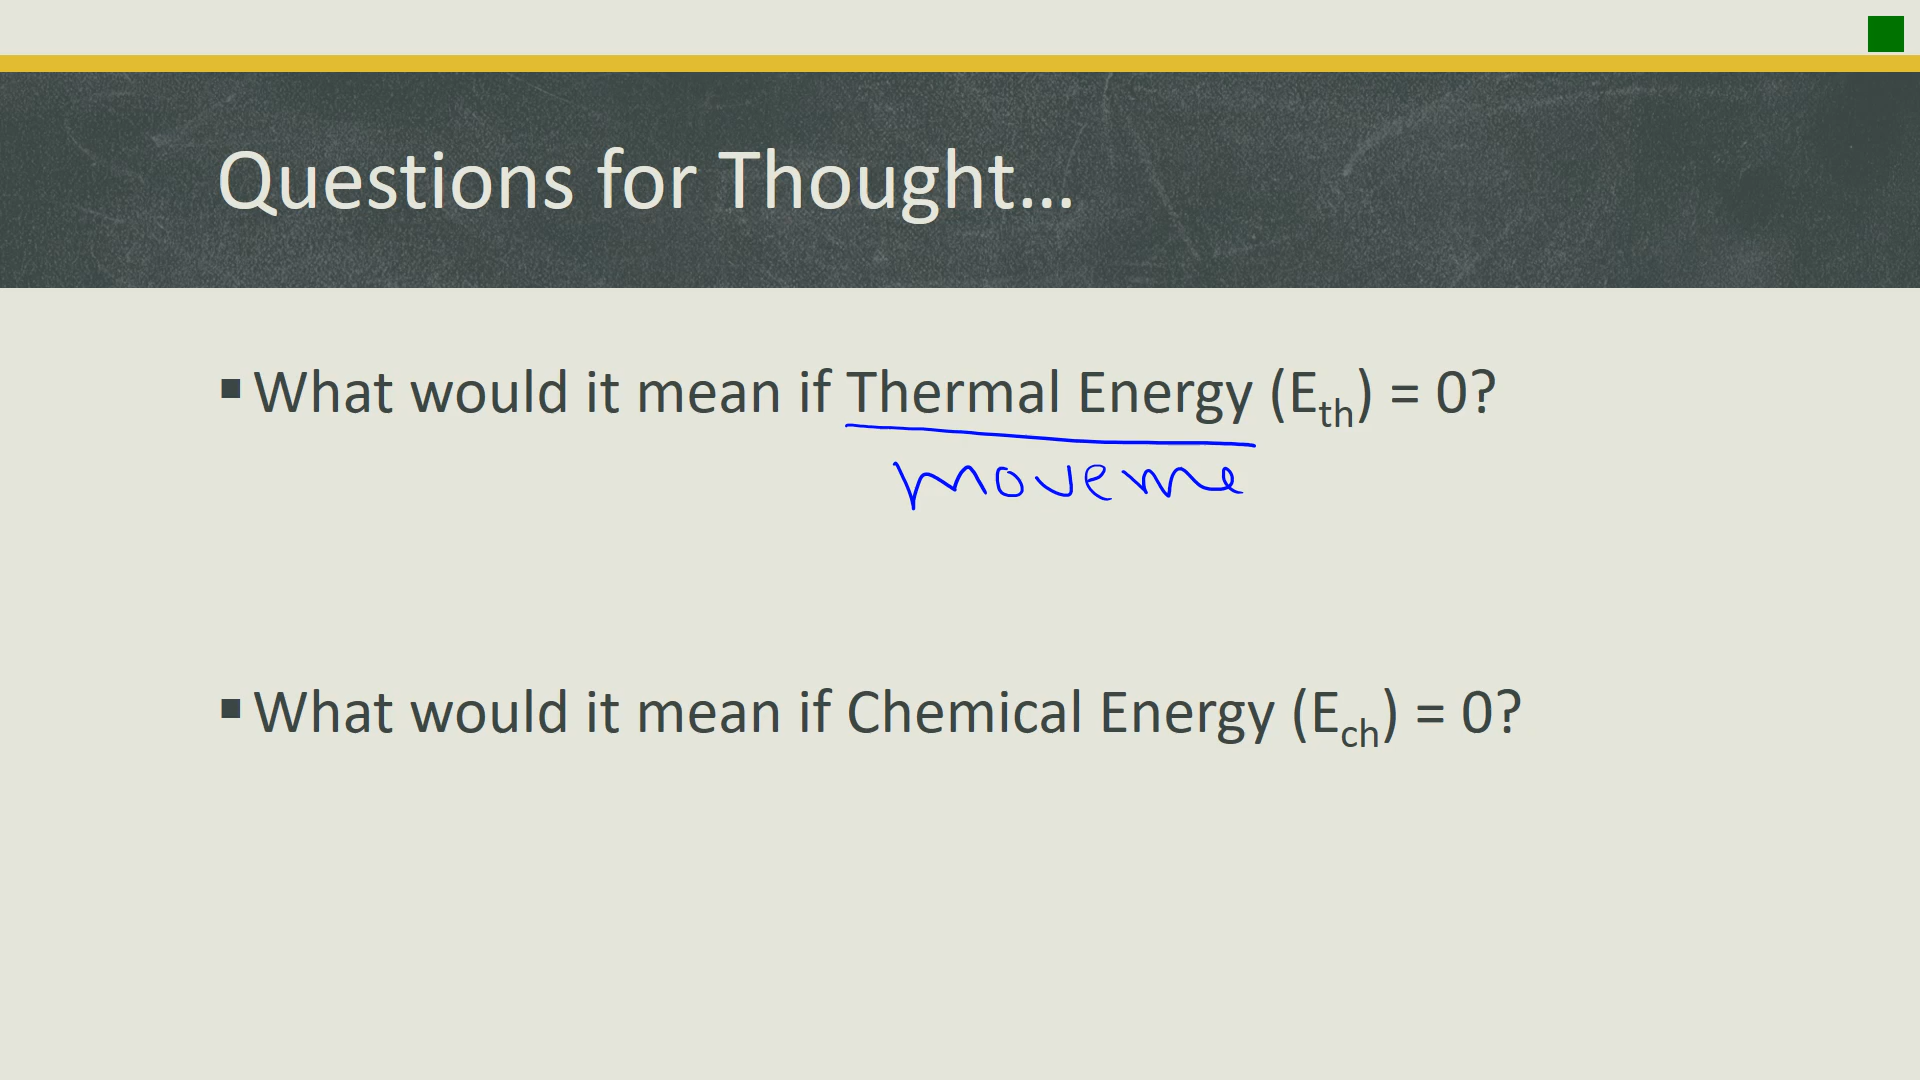 Questions for Thought...
▪ What would it mean if Thermal Energy (Eth) = 0?
moveme
▪ What would it mean if Chemical Energy (Ech) = 0?